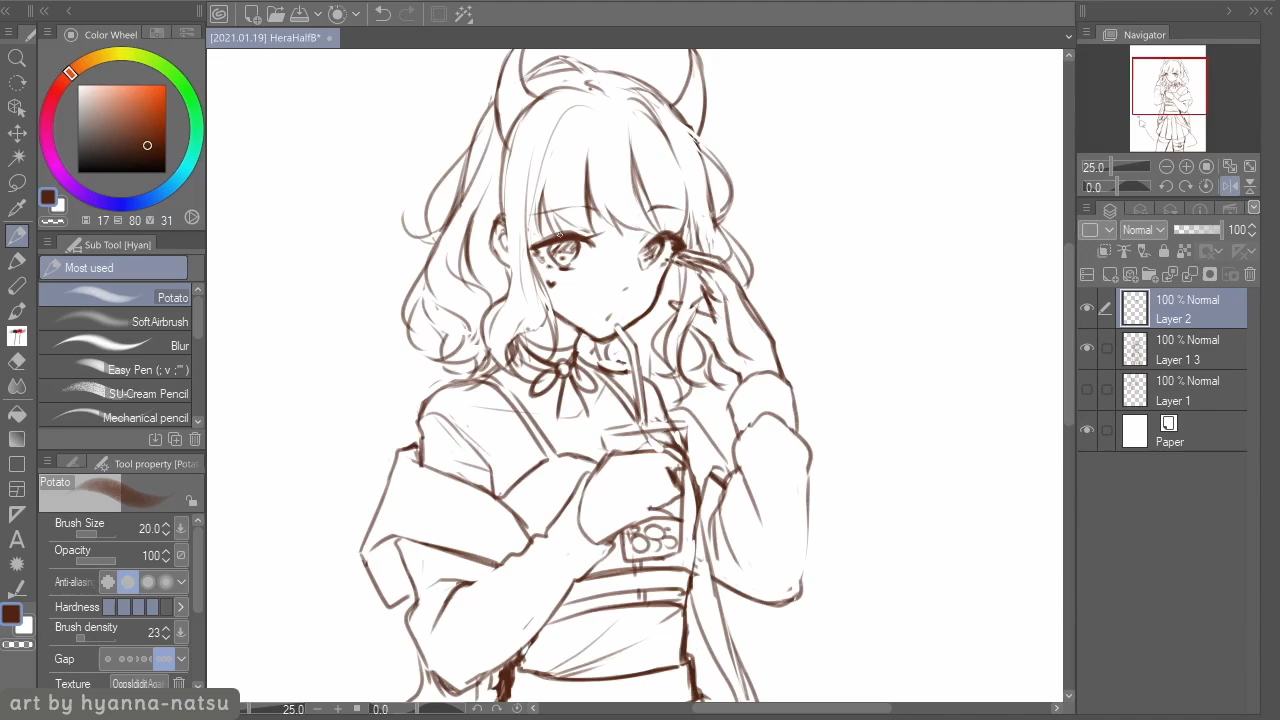 [2021.01.19] HeraHalfB*
Color Wheel
H 17 S 80 V 31
Sub Tool [Hyan]
Most used
Potato
SoftAirbrush
Blur
Easy Pen (; v ;"")
SU-Cream Pencil
Mechanical pencil
Tool property [Pota
Potato
Brush Size 20.0
Opacity 100
Anti-aliasing
Hardness
Brush density 23
Gap
Texture
art by hyanna-natsu
25.0
0.0
Navigator
25.0
0.0
Normal 100
100 % Normal
Layer 2
100 % Normal
Layer 1 3
100 % Normal
Layer 1
Paper